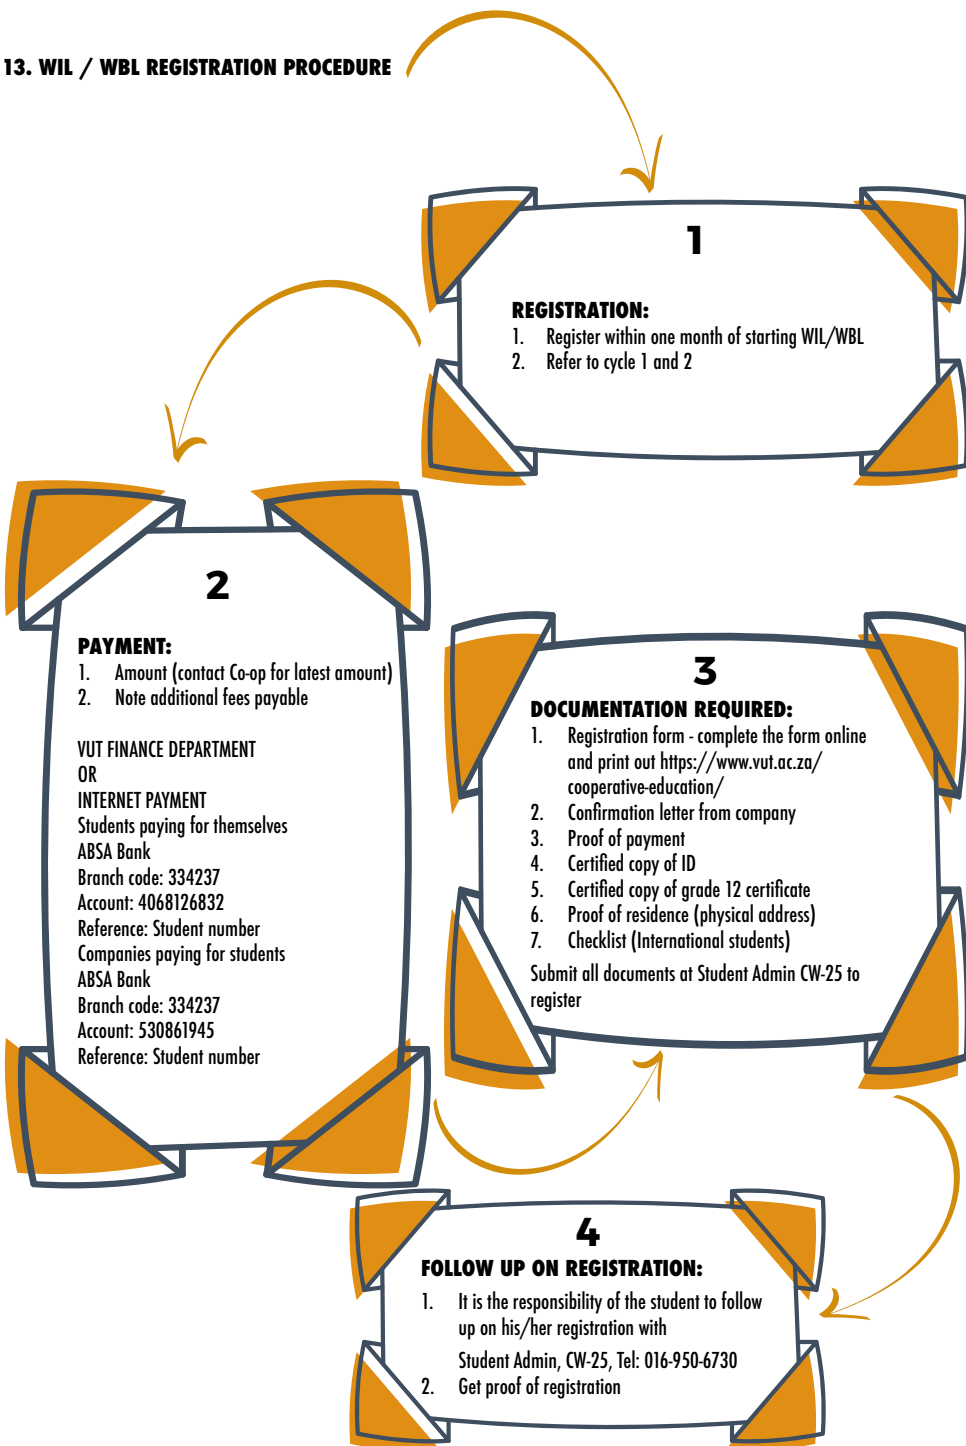 13. WIL / WBL REGISTRATION PROCEDURE
1
REGISTRATION:
1. Register within one month of starting WIL/WBL
2. Refer to cycle 1 and 2
2
PAYMENT:
1. Amount (contact Co-op for latest amount)
2. Note additional fees payable
VUT FINANCE DEPARTMENT
OR
INTERNET PAYMENT
Students paying for themselves
ABSA Bank
Branch code: 334237
Account: 4068126832
Reference: Student number
Companies paying for students
ABSA Bank
Branch code: 334237
Account: 530861945
Reference: Student number
3
DOCUMENTATION REQUIRED:
1. Registration form - complete the form online
and print out https://www.vut.ac.za/
cooperative-education/
2. Confirmation letter from company
3. Proof of payment
4. Certified copy of ID
5. Certified copy of grade 12 certificate
6. Proof of residence (physical address)
7. Checklist (International students)
Submit all documents at Student Admin CW-25 to
register
4
FOLLOW UP ON REGISTRATION:
1. It is the responsibility of the student to follow
up on his/her registration with
Student Admin, CW-25, Tel: 016-950-6730
2. Get proof of registration